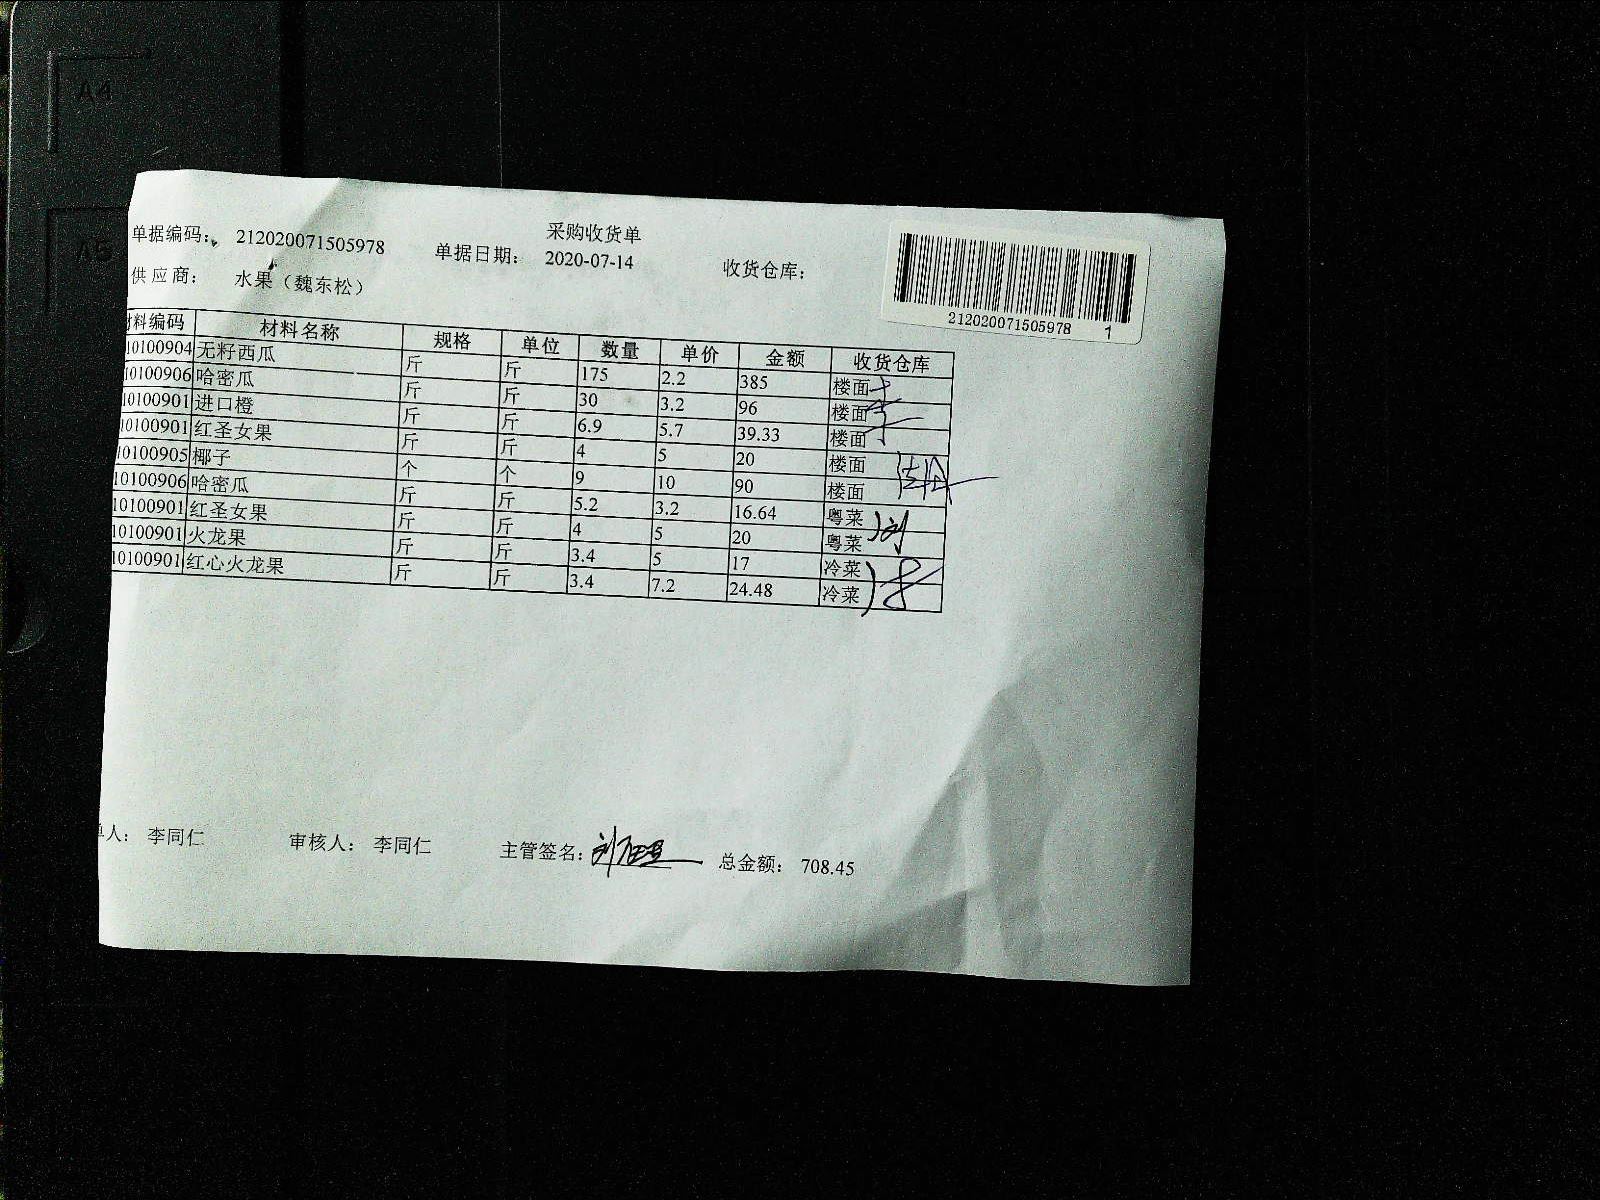 A4
A5
采购收货单
单据编码： 212020071505978 单据日期： 2020-07-14 收货仓库：
供应商： 水果（魏东松）
212020071505978 1
材料编码 材料名称 规格 单位 数量 单价 金额 收货仓库
10100904 无籽西瓜 斤 斤 175 2.2 385 楼面
10100906 哈密瓜 斤 斤 30 3.2 96 楼面
10100901 进口橙 斤 斤 6.9 5.7 39.33 楼面
10100901 红圣女果 斤 斤 4 5 20 楼面
10100905 椰子 个 个 9 10 90 楼面
10100906 哈密瓜 斤 斤 5.2 3.2 16.64 粤菜
10100901 红圣女果 斤 斤 4 5 20 粤菜
10100901 火龙果 斤 斤 3.4 5 17 冷菜
10100901 红心火龙果 斤 斤 3.4 7.2 24.48 冷菜
单人： 李同仁 审核人： 李同仁 主管签名： 总金额： 708.45